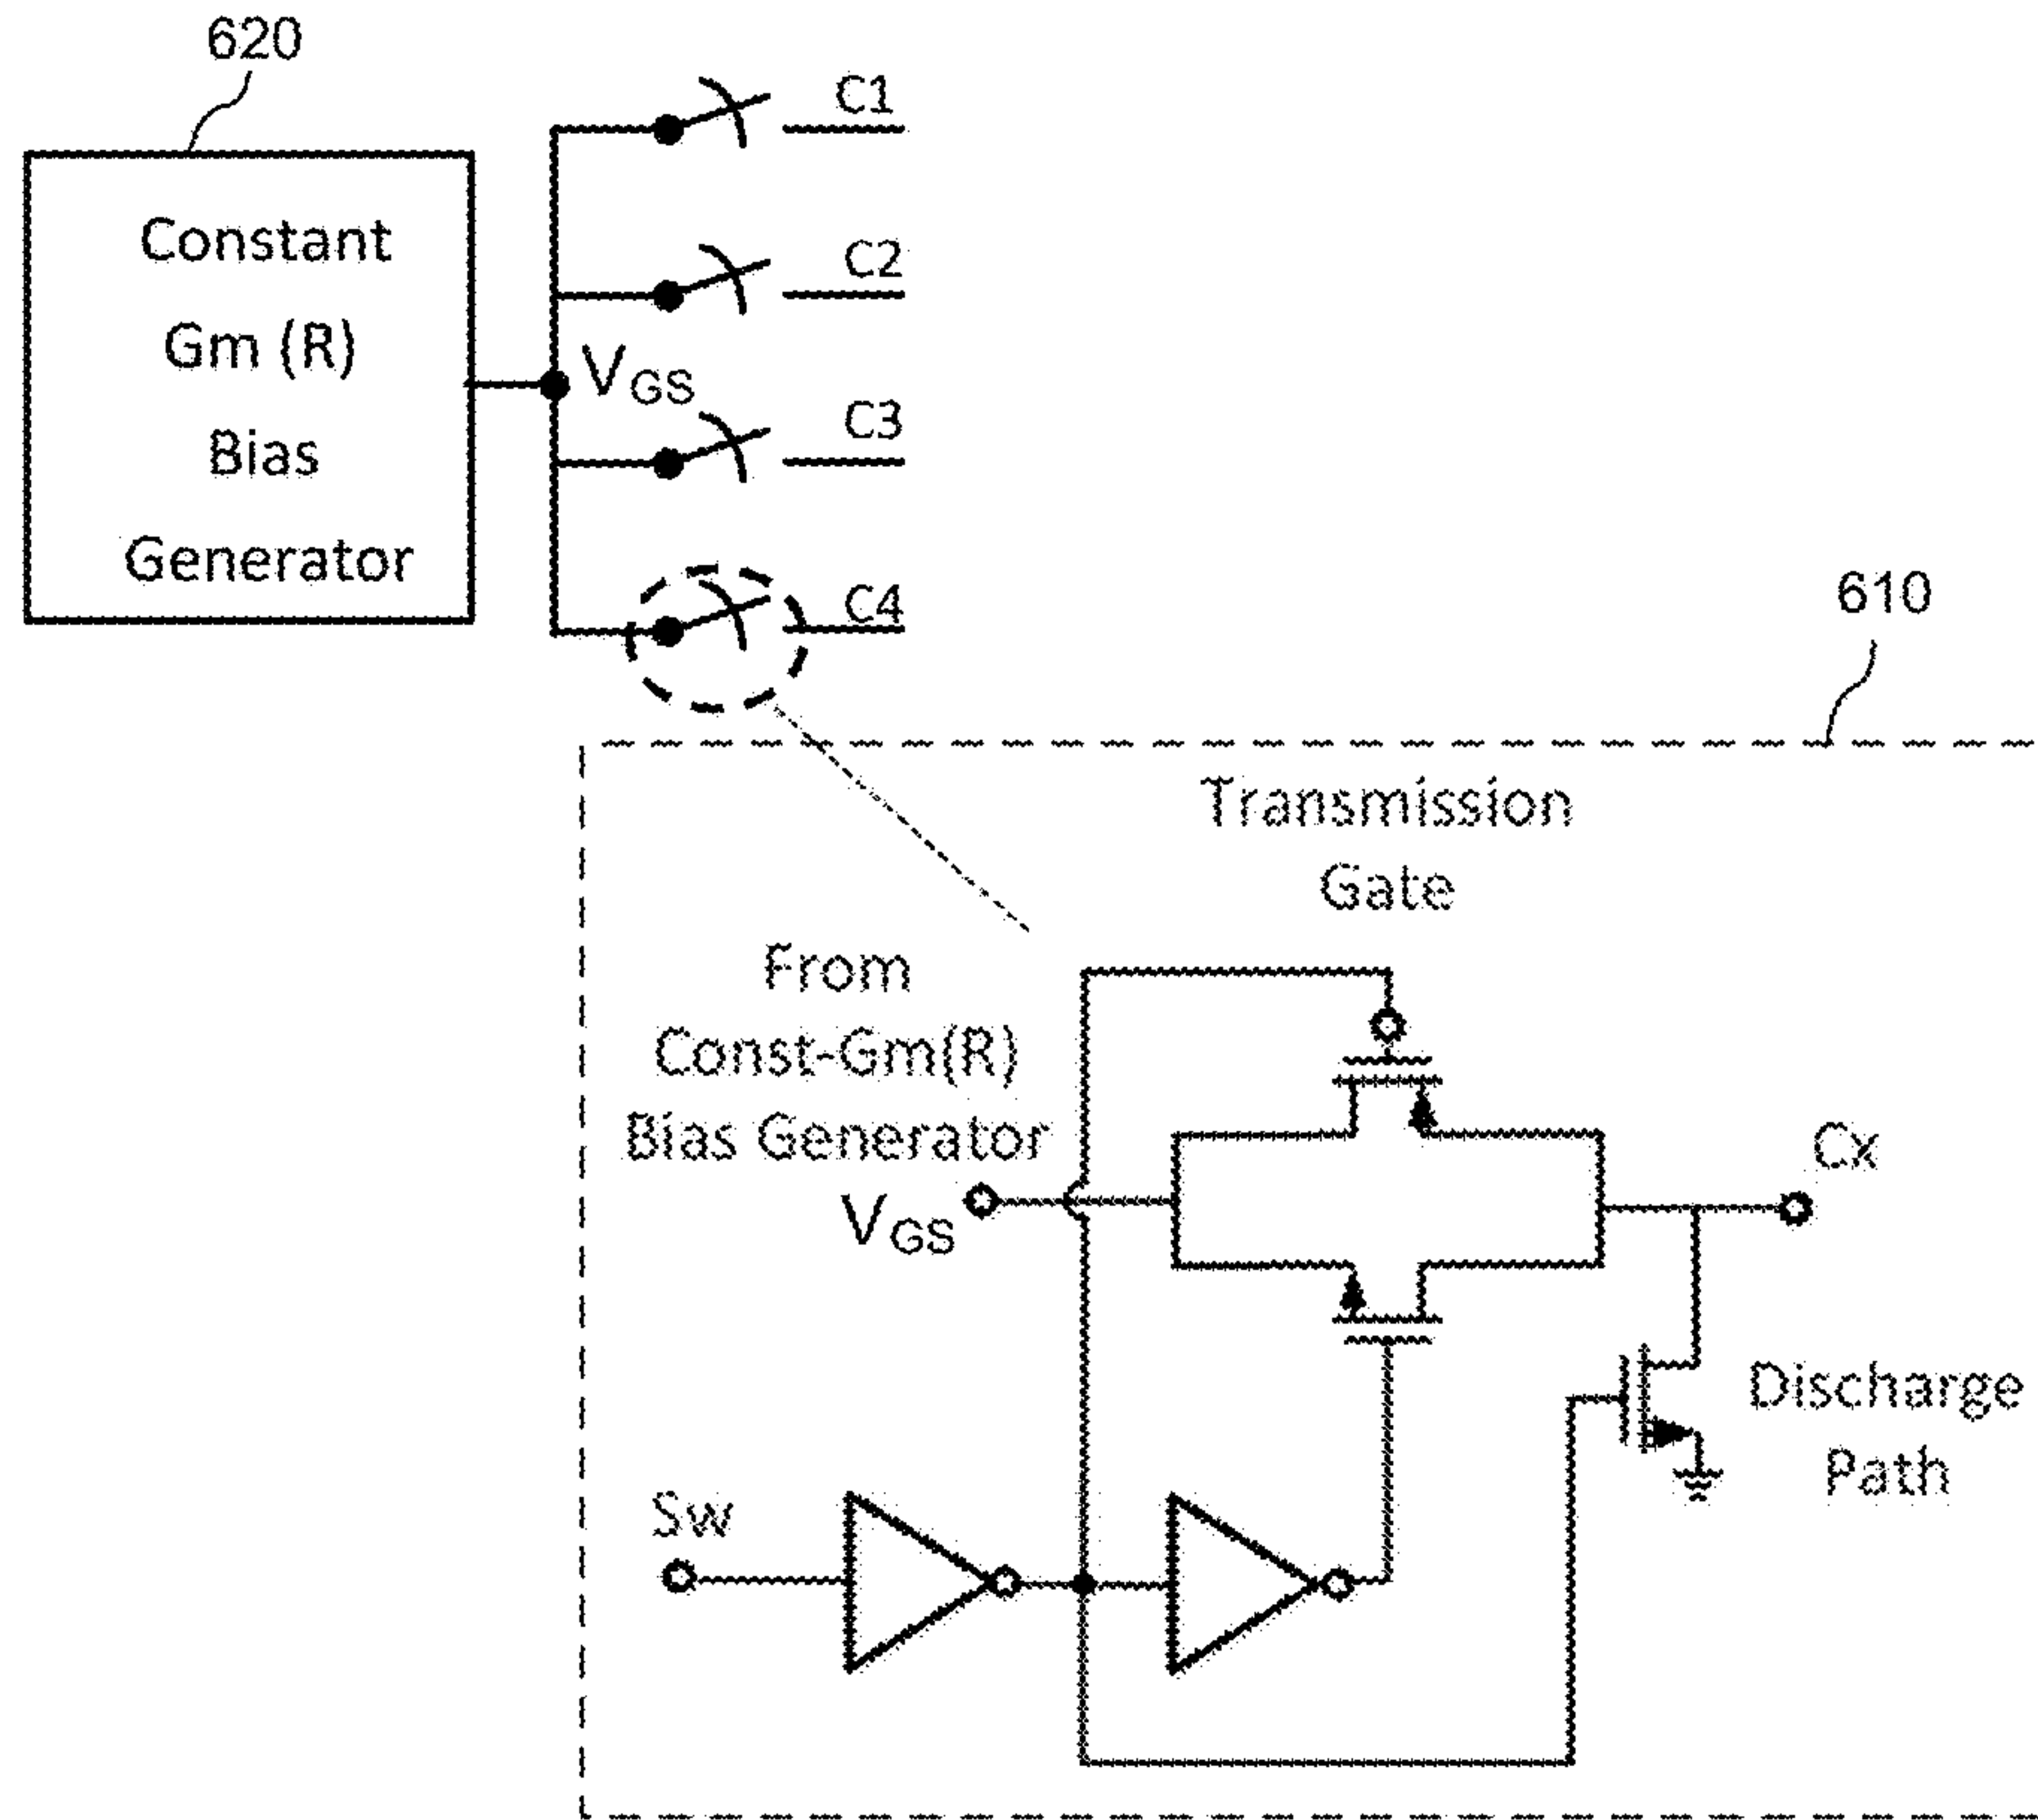 620
C1
Constant
Gm (R)
Bias
Generator
C2
VGS
C3
C4
610
Transmission
Gate
From
Const-Gm(R)
Bias Generator
VGS
Cx
Discharge
Path
Sw